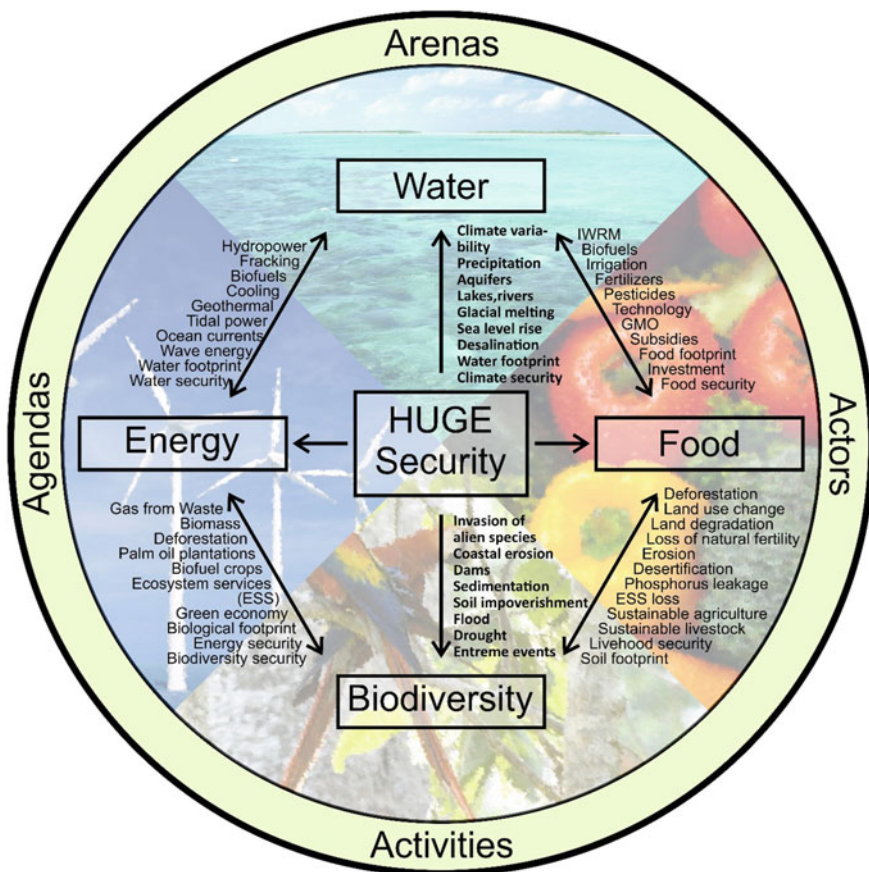 Arenas
Water
Hydropower
Fracking
Biofuels
Cooling
Geothermal
Tidal power
Ocean currents
Wave energy
Water footprint
Water security
Climate varia-
bility
Precipitation
Aquifers
Lakes,rivers
Glacial melting
Sea level rise
Desalination
Water footprint
Climate security
IWRM
Biofuels
Irrigation
Fertilizers
Pesticides
Technology
GMO
Subsidies
Food footprint
Investment
Food security
Agendas
Energy
HUGE
Security
Food
Actors
Gas from Waste
Biomass
Deforestation
Palm oil plantations
Biofuel crops
Ecosystem services
(ESS)
Green economy
Biological footprint
Energy security
Biodiversity security
Invasion of
alien species
Coastal erosion
Dams
Sedimentation
Soil impoverishment
Flood
Drought
Entreme events
Deforestation
Land use change
Land degradation
Loss of natural fertility
Erosion
Desertification
Phosphorus leakage
ESS loss
Sustainable agriculture
Sustainable livestock
Livehood security
Soil footprint
Biodiversity
Activities